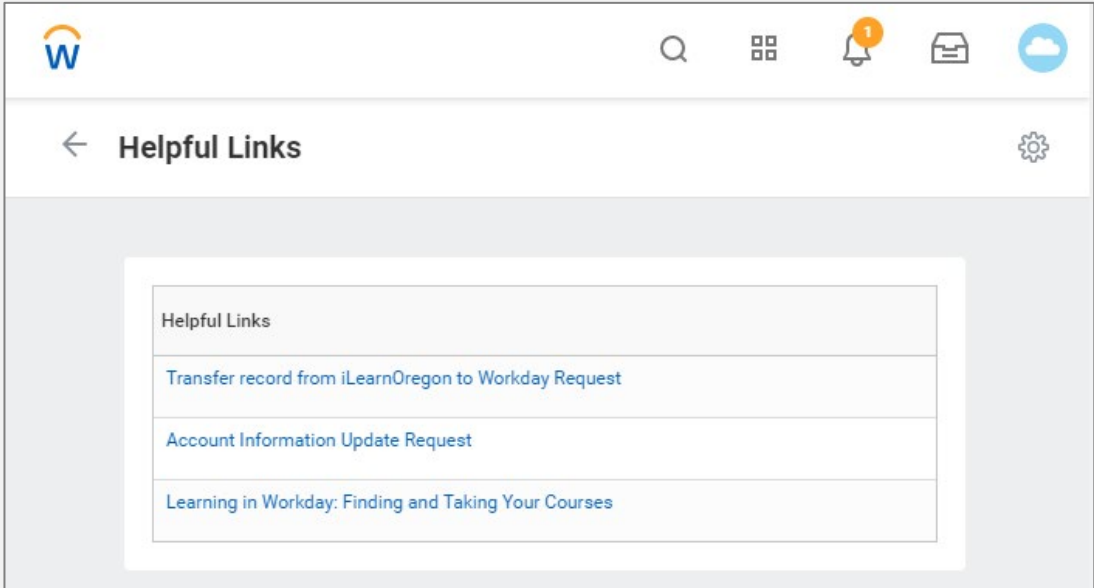 W
1
Helpful Links
Helpful Links
Transfer record from iLearnOregon to Workday Request
Account Information Update Request
Learning in Workday: Finding and Taking Your Courses